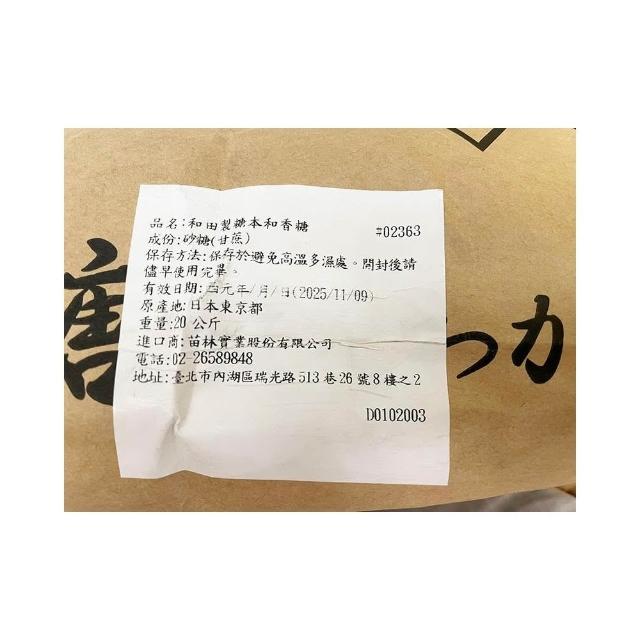 品名:和田製糖本和香糖 #02363
成份:砂糖(甘蔗)
保存方法:保存於避免高溫多濕處。開封後請
儘早使用完畢。
有效日期:西元年/月/日(2025/11/09)
原產地:日本東京都
重量:20 公斤
進口商:苗林實業股份有限公司
電話:02 26589848
地址:臺北市內湖區瑞光路513 巷26 號8 樓之2
D0102003
わか